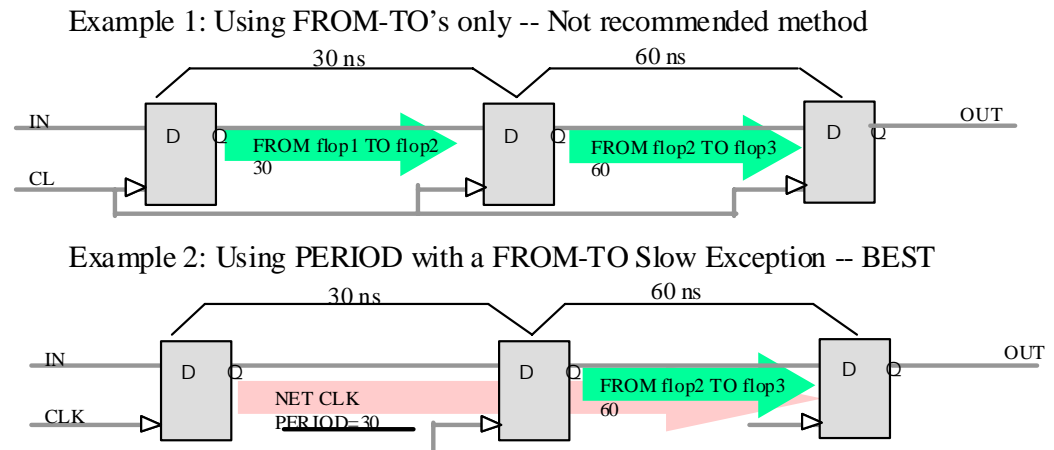 Example 1: Using FROM-TO's only -- Not recommended method
30 ns
60 ns
IN
D
Q
FROM flop1 TO flop2
30
D
FROM flop2 TO flop3
60
D
Q
OUT
CL
Example 2: Using PERIOD with a FROM-TO Slow Exception -- BEST
30 ns
60 ns
IN
D
Q
NET CLK
PERIOD=30
D
Q
FROM flop2 TO flop3
60
D
Q
OUT
CLK